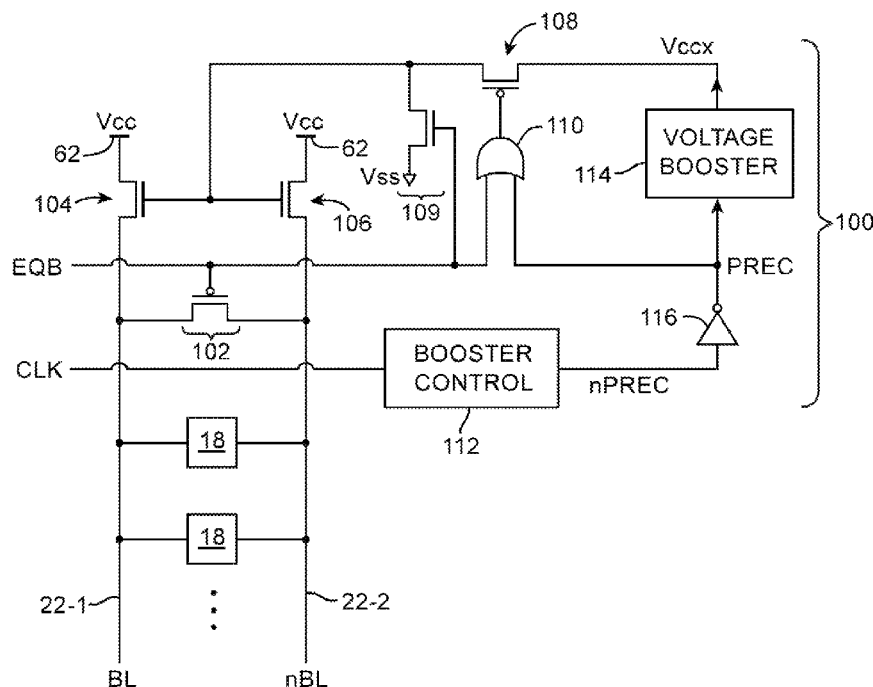 108
Vccx
Vcc
Vcc
62
62
110
VOLTAGE
BOOSTER
114
Vss
109
104
106
100
EQB
PREC
116
102
CLK
BOOSTER
CONTROL
nPREC
112
18
18
22-1
22-2
BL
nBL